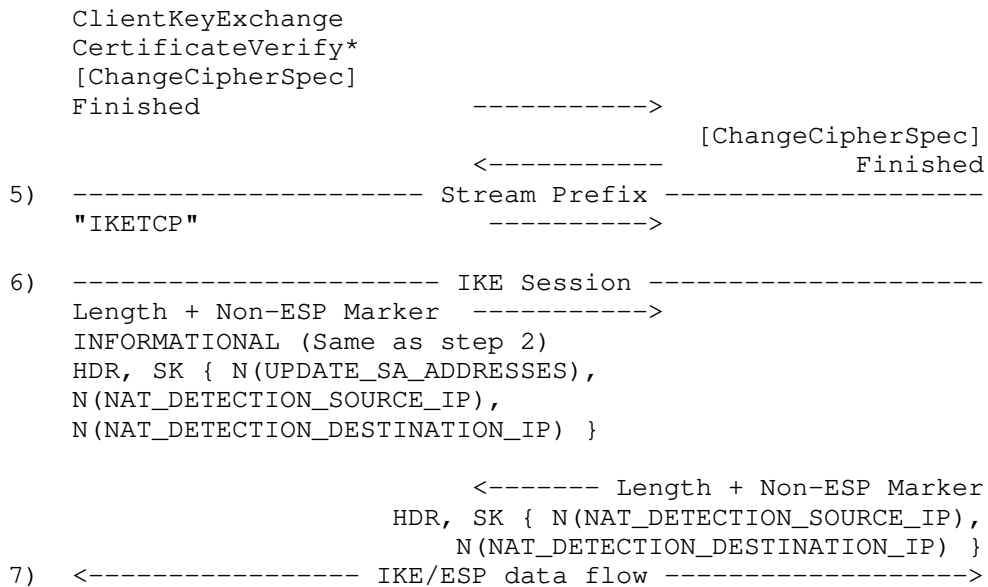 ClientKeyExchange
CertificateVerify*
[ChangeCipherSpec]
Finished ----------->
[ChangeCipherSpec]
<----------- Finished
5) ---------------------- Stream Prefix --------------------
"IKETCP" ---------->
6) ----------------------- IKE Session ---------------------
Length + Non-ESP Marker ----------->
INFORMATIONAL (Same as step 2)
HDR, SK { N(UPDATE_SA_ADDRESSES),
N(NAT_DETECTION_SOURCE_IP),
N(NAT_DETECTION_DESTINATION_IP) }
<------- Length + Non-ESP Marker
HDR, SK { N(NAT_DETECTION_SOURCE_IP),
N(NAT_DETECTION_DESTINATION_IP) }
7) <----------------- IKE/ESP data flow ------------------->